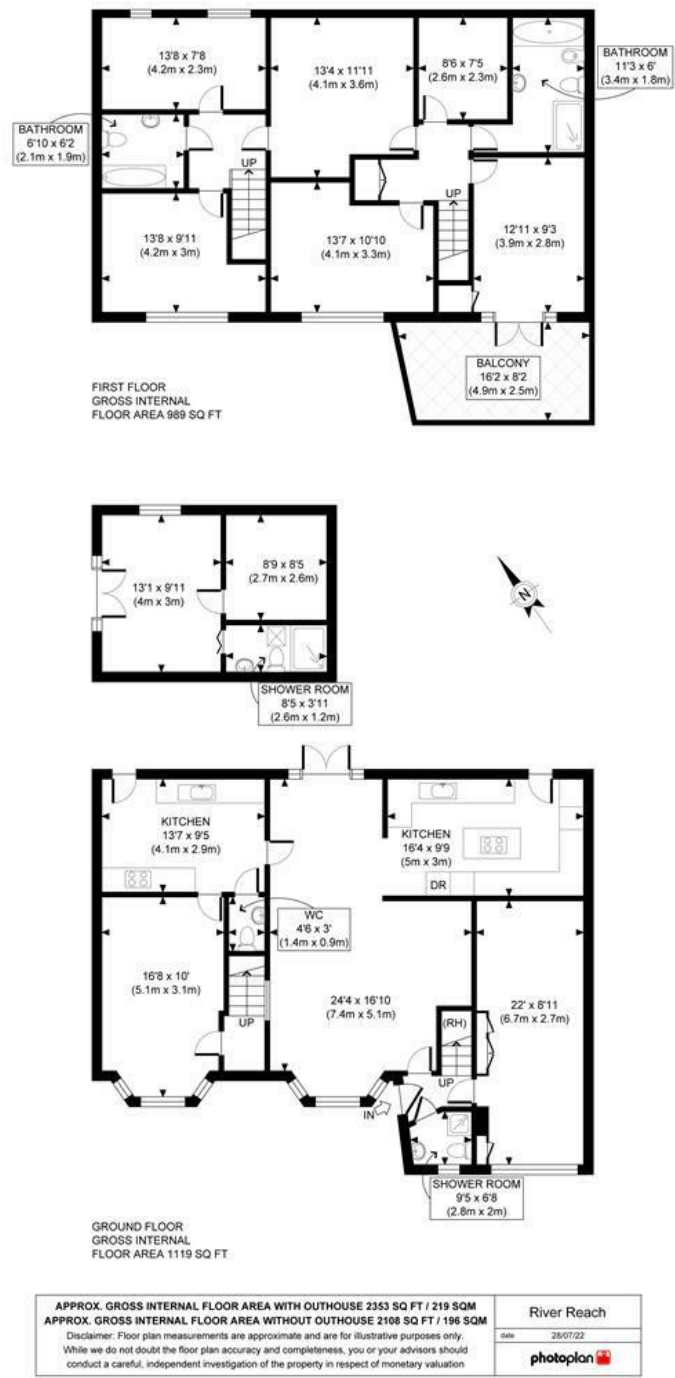 13'8 x 7'8
(4.2m x 2.3m)
13'4 x 11'11
(4.1m x 3.6m)
8'6 x 7'5
(2.6m x 2.3m)
BATHROOM
11'3 x 6'
(3.4m x 1.8m)
BATHROOM
6'10 x 6'2
(2.1m x 1.9m)
UP
UP
13'8 x 9'11
(4.2m x 3m)
13'7 x 10'10
(4.1m x 3.3m)
12'11 x 9'3
(3.9m x 2.8m)
BALCONY
16'2 x 8'2
(4.9m x 2.5m)
FIRST FLOOR
GROSS INTERNAL
FLOOR AREA 989 SQ FT
13'1 x 9'11
(4m x 3m)
8'9 x 8'5
(2.7m x 2.6m)
N
SHOWER ROOM
8'5 x 3'11
(2.6m x 1.2m)
KITCHEN
13'7 x 9'5
(4.1m x 2.9m)
KITCHEN
16'4 x 9'9
(5m x 3m)
DR
WC
4'6 x 3'
(1.4m x 0.9m)
16'8 x 10'
(5.1m x 3.1m)
24'4 x 16'10
(7.4m x 5.1m)
22' x 8'11
(6.7m x 2.7m)
UP
(RH)
UP
IN
SHOWER ROOM
9'5 x 6'8
(2.8m x 2m)
GROUND FLOOR
GROSS INTERNAL
FLOOR AREA 1119 SQ FT
APPROX. GROSS INTERNAL FLOOR AREA WITH OUTHOUSE 2353 SQ FT / 219 SQM
APPROX. GROSS INTERNAL FLOOR AREA WITHOUT OUTHOUSE 2108 SQ FT / 196 SQM
Disclaimer: Floor plan measurements are approximate and are for illustrative purposes only.
While we do not doubt the floor plan accuracy and completeness, you or your advisors should
conduct a careful, independent investigation of the property in respect of monetary valuation
River Reach
date 28/07/22
photoplan